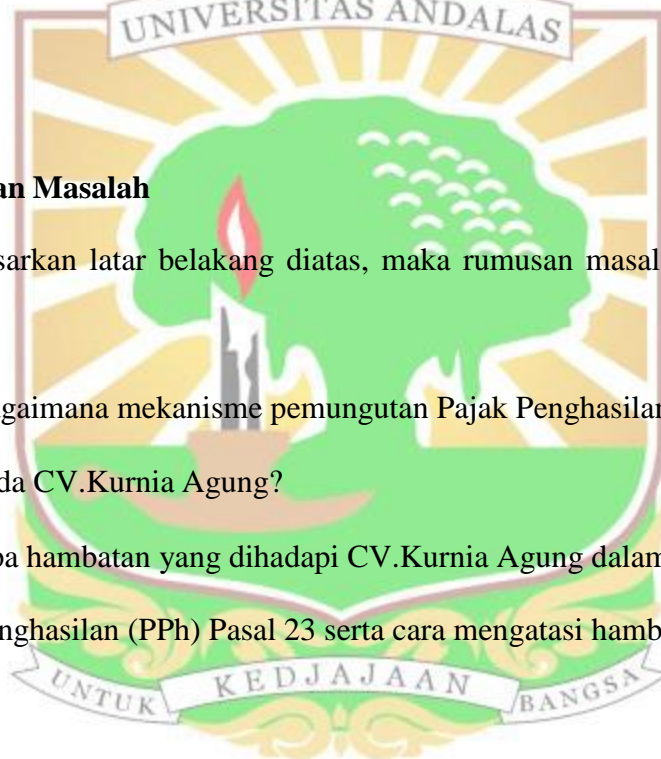 UNIVERSITAS ANDALAS
an Masalah
sarkan latar belakang diatas, maka rumusan masal
gaimana mekanisme pemungutan Pajak Penghasilan
da CV.Kurnia Agung?
pa hambatan yang dihadapi CV.Kurnia Agung dalam
nghasilan (PPh) Pasal 23 serta cara mengatasi hamb
UNTUK KEDJAJAAN BANGSA